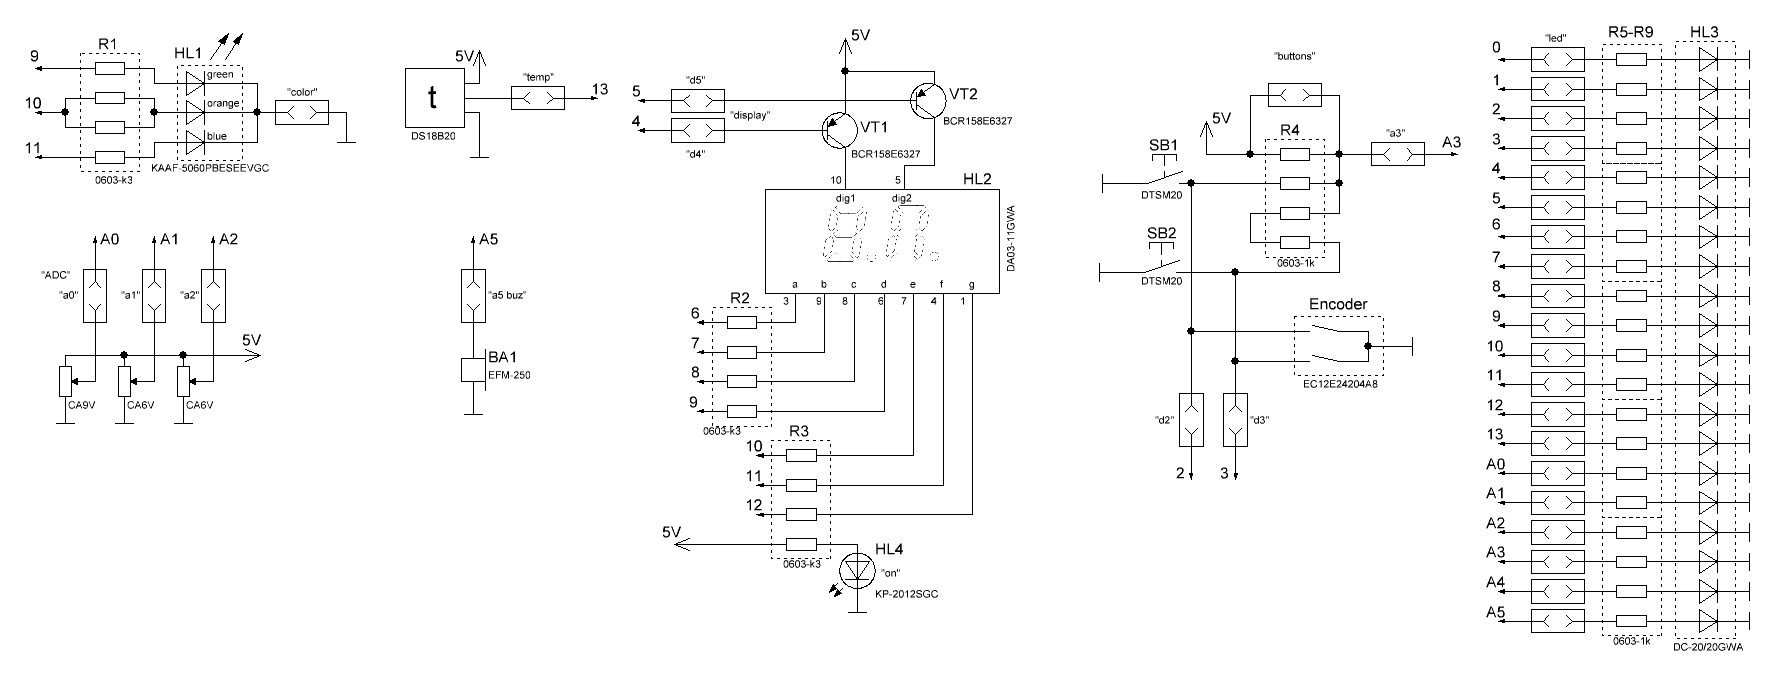 R1
HL1
9
10
11
green
orange
blue
"color"
0603-k3
KAAF-5060PBESEEVGC
A0
A1
A2
"ADC"
"a0"
"a1"
"a2"
5V
CA9V
CA6V
CA6V
5V
t
DS18B20
"temp"
13
A5
"a5 buz"
BA1
EFM-250
5V
5
"d5"
"display"
4
"d4"
VT2
BCR158E6327
VT1
BCR158E6327
10
5
HL2
dig1
dig2
DA03-11GWA
a b c d e f g
3 9 8 6 7 4 1
R2
6
7
8
9
0603-k3
R3
10
11
12
5V
0603-k3
HL4
"on"
KP-2012SGC
"buttons"
5V
R4
"a3"
A3
SB1
DTSM20
SB2
DTSM20
0603-1k
Encoder
EC12E24204A8
"d2"
"d3"
2
3
"led"
R5-R9
HL3
0
1
2
3
4
5
6
7
8
9
10
11
12
13
A0
A1
A2
A3
A4
A5
0603-1k
DC-20/20GWA